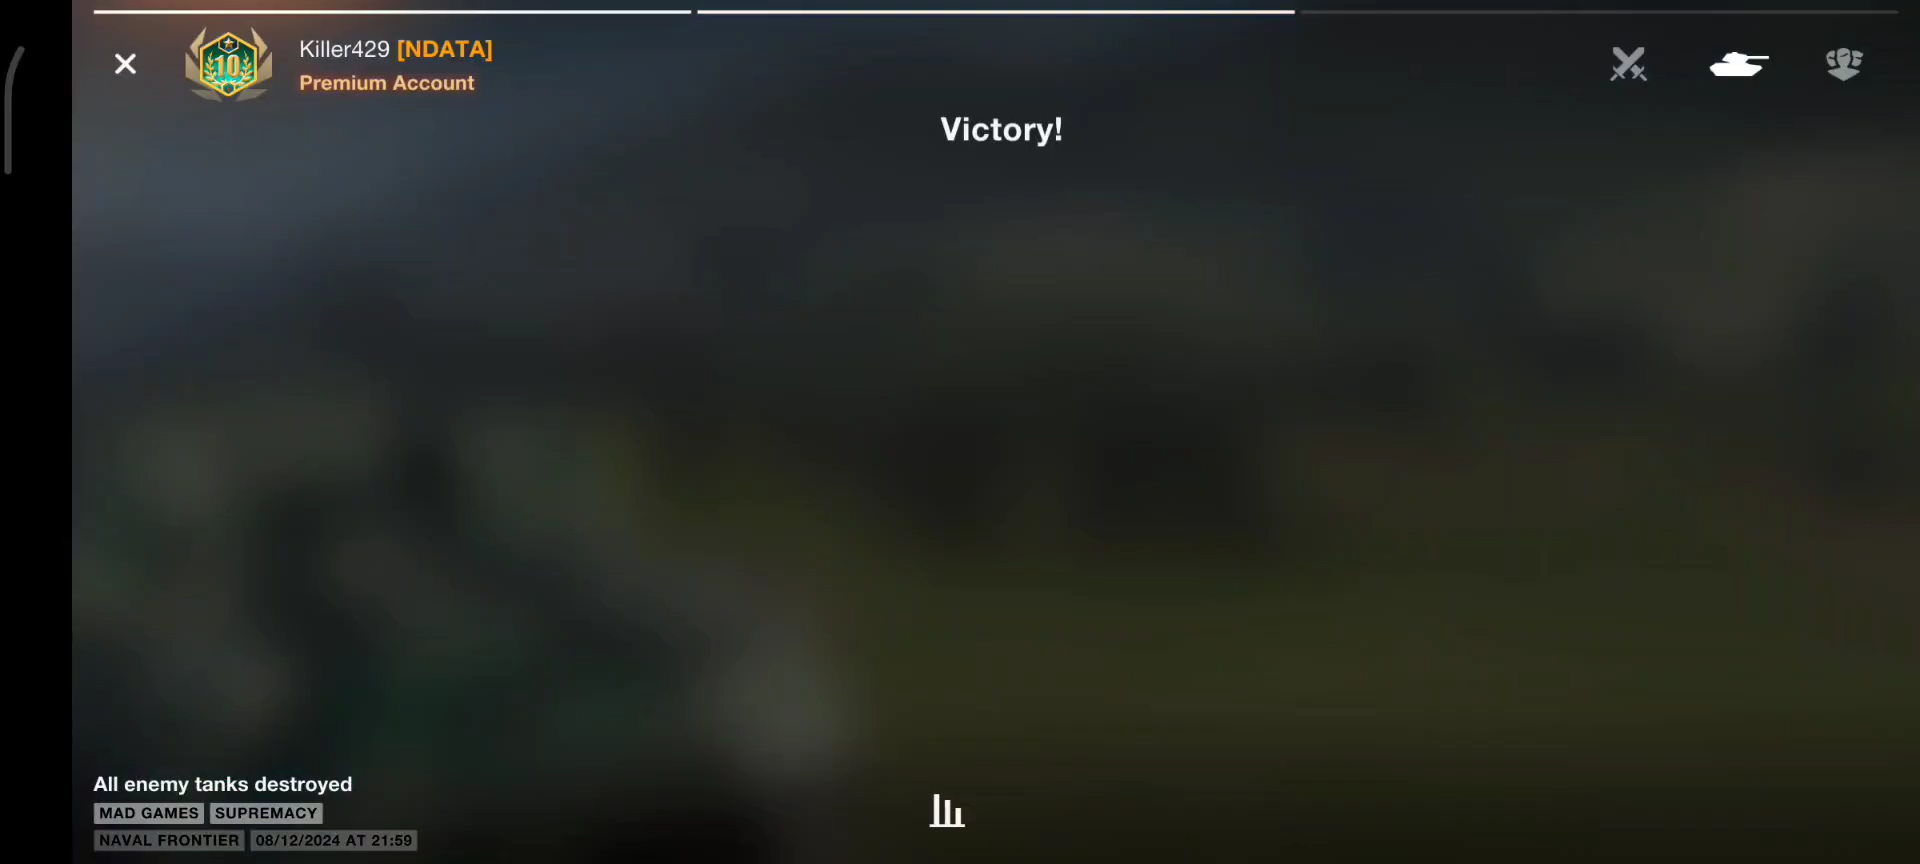 Killer429 [NDATA]
10
Premium Account
Victory!
All enemy tanks destroyed
MAD GAMES SUPREMACY
NAVAL FRONTIER 08/12/2024 AT 21:59